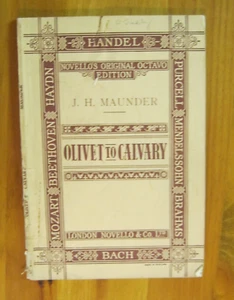 HANDEL
NOVELLO'S ORIGINAL OCTAVO
EDITION
J. H. MAUNDER
OLIVET TO CALVARY
LONDON: NOVELLO & CO. LTD.
BACH
MOZART BEETHOVEN HAYDN
PURCELL MENDELSSOHN BRAHMS